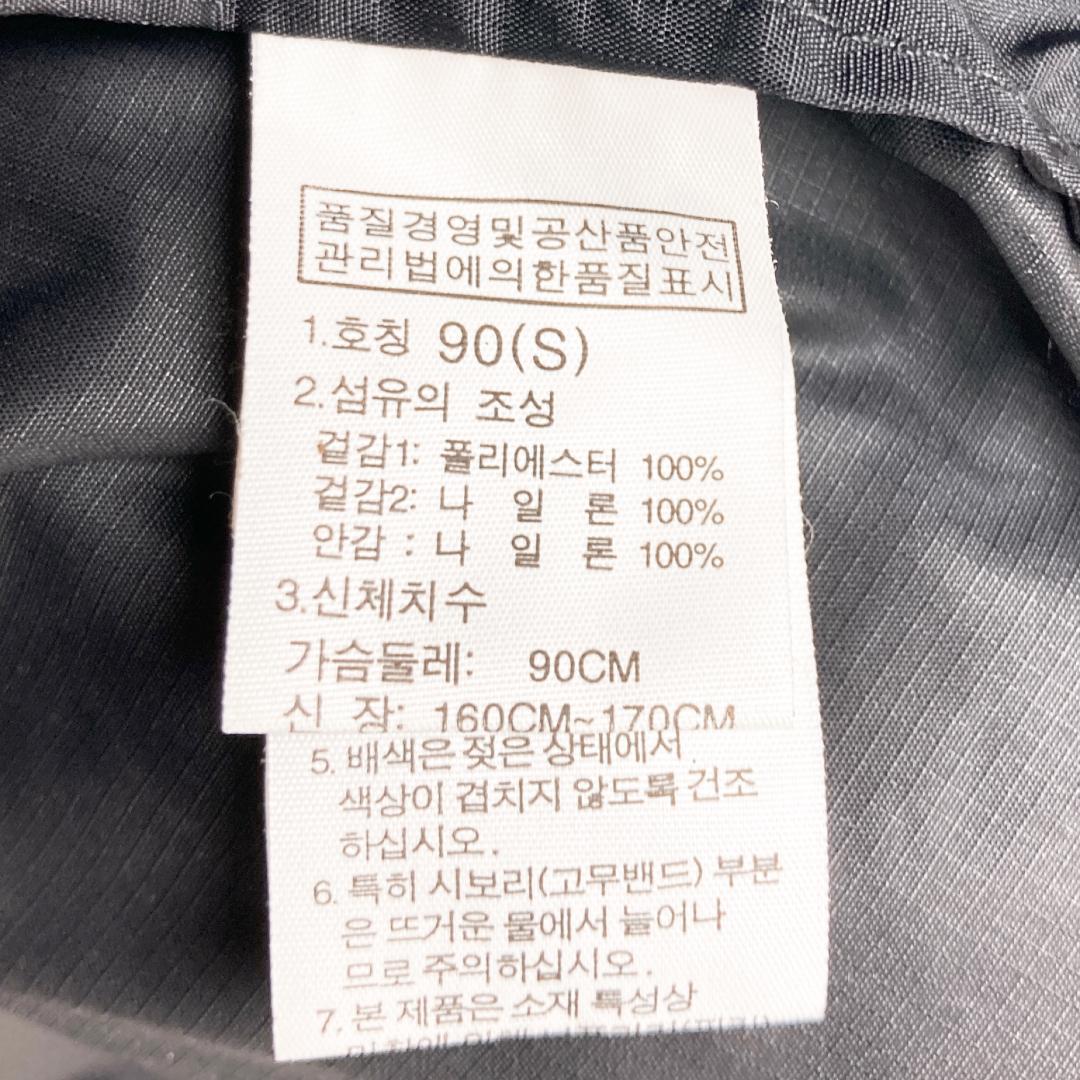 품질경영및공산품안전
관리법에의한품질표시
1.호칭 90(S)
2.섬유의 조성
겉감1: 폴리에스터 100%
겉감2: 나 일 론 100%
안감 : 나 일 론 100%
3.신체치수
가슴둘레: 90CM
신 장: 160CM~170CM
5. 배색은 젖은 상태에서
색상이 겹치지 않도록 건조
하십시오.
6. 특히 시보리(고무밴드) 부분
은 뜨거운 물에서 늘어나
므로 주의하십시오.
7. 본 제품은 소재 특성상